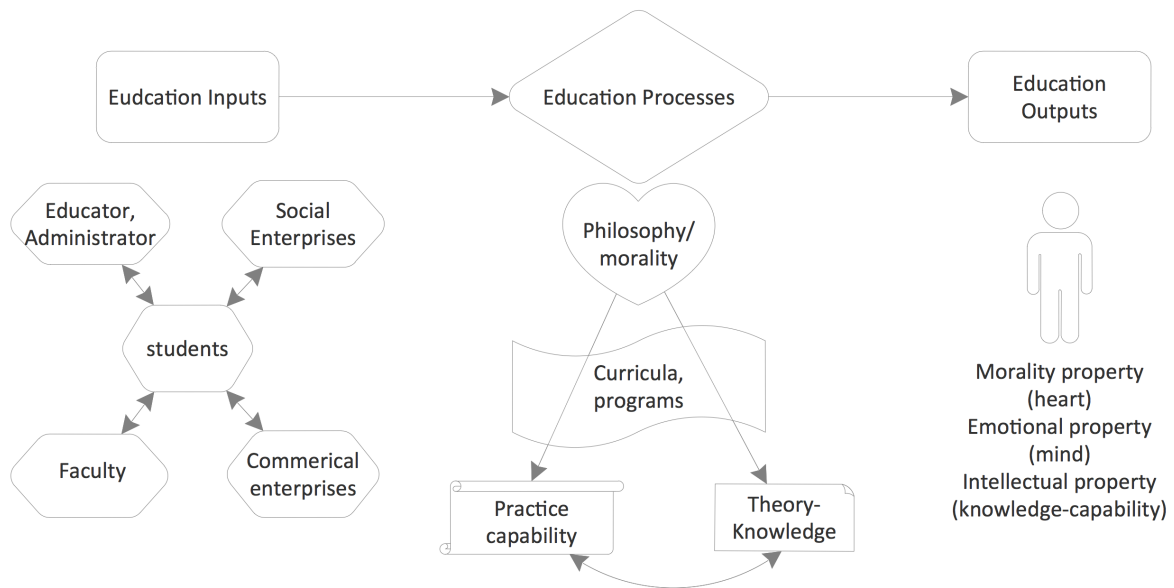 Eudcation Inputs
Education Processes
Education
Outputs
Educator,
Administrator
Social
Enterprises
students
Faculty
Commerical
enterprises
Philosophy/
morality
Curricula,
programs
Practice
capability
Theory-
Knowledge
Morality property
(heart)
Emotional property
(mind)
Intellectual property
(knowledge-capability)